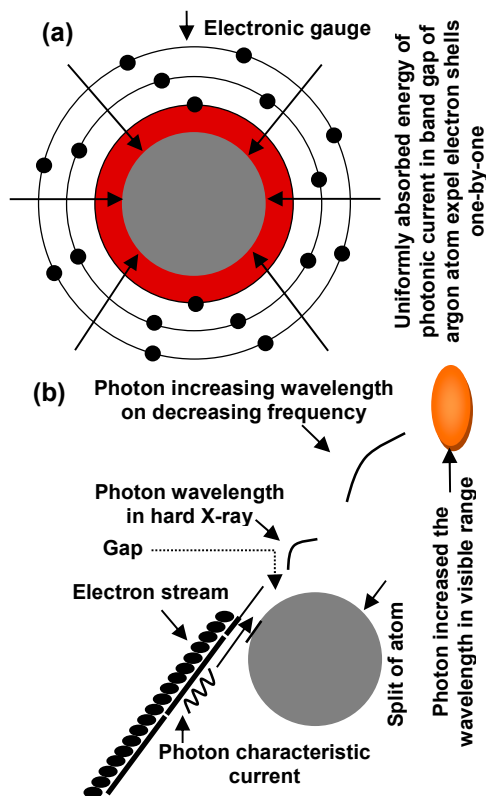 (a)
Electronic gauge
Uniformly absorbed energy of
photonic current in band gap of
argon atom expel electron shells
one-by-one
(b)
Photon increasing wavelength
on decreasing frequency
Photon wavelength
in hard X-ray
Gap
Electron stream
Photon characteristic
current
Split of atom
Photon increased the
wavelength in visible range